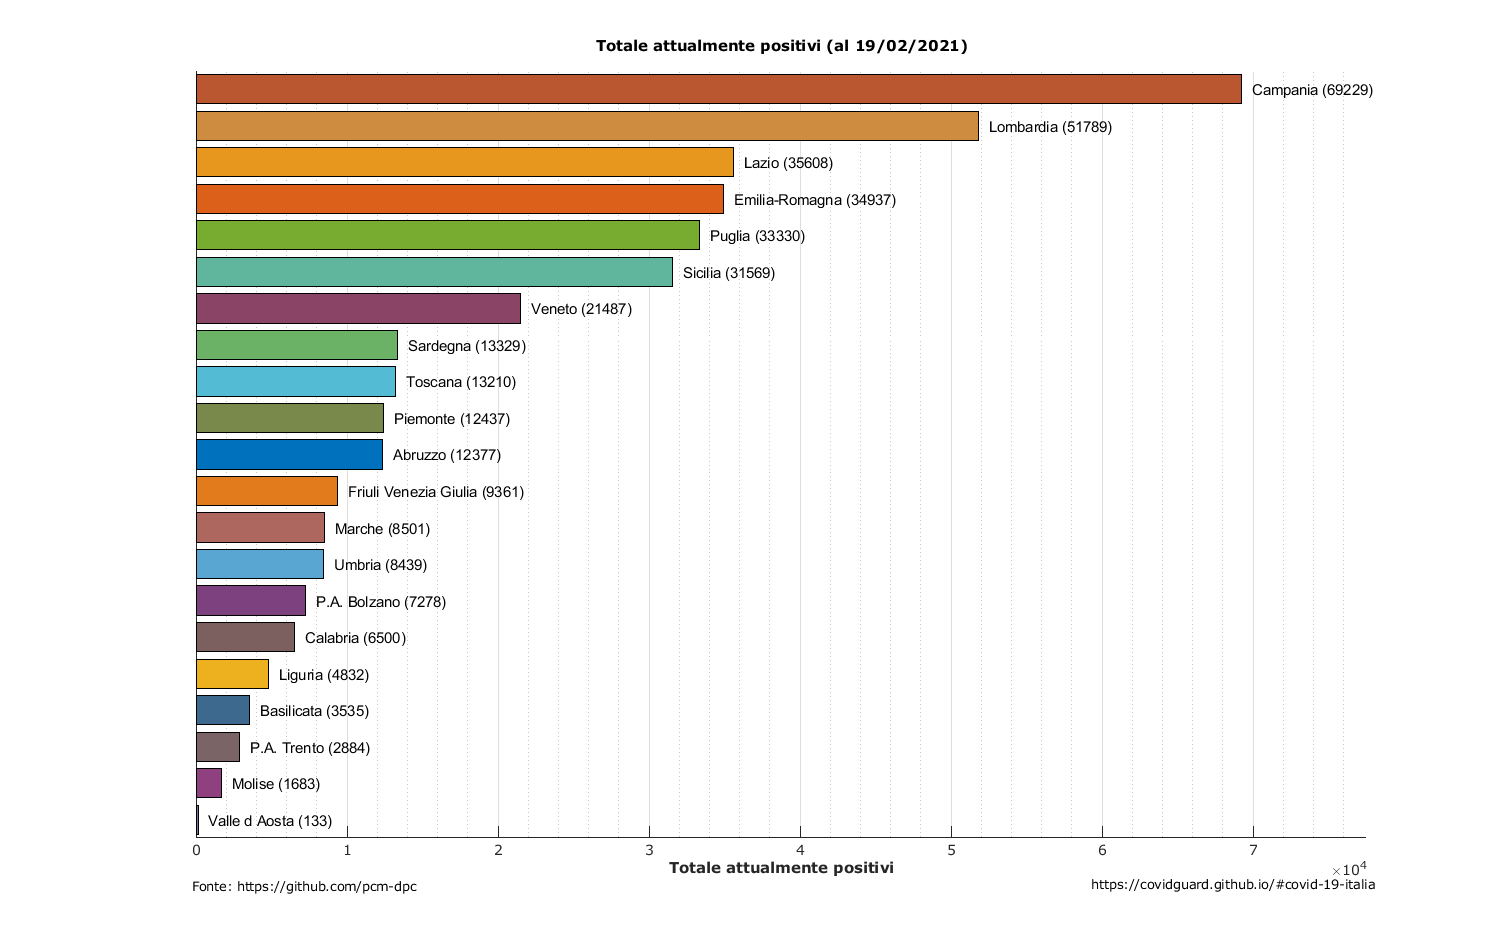 Totale attualmente positivi (al 19/02/2021)
Campania (69229)
Lombardia (51789)
Lazio (35608)
Emilia-Romagna (34937)
Puglia (33330)
Sicilia (31569)
Veneto (21487)
Sardegna (13329)
Toscana (13210)
Piemonte (12437)
Abruzzo (12377)
Friuli Venezia Giulia (9361)
Marche (8501)
Umbria (8439)
P.A. Bolzano (7278)
Calabria (6500)
Liguria (4832)
Basilicata (3535)
P.A. Trento (2884)
Molise (1683)
Valle d Aosta (133)
0 1 2 3 4 5 6 7
×10⁴
Totale attualmente positivi
Fonte: https://github.com/pcm-dpc
https://covidguard.github.io/#covid-19-italia